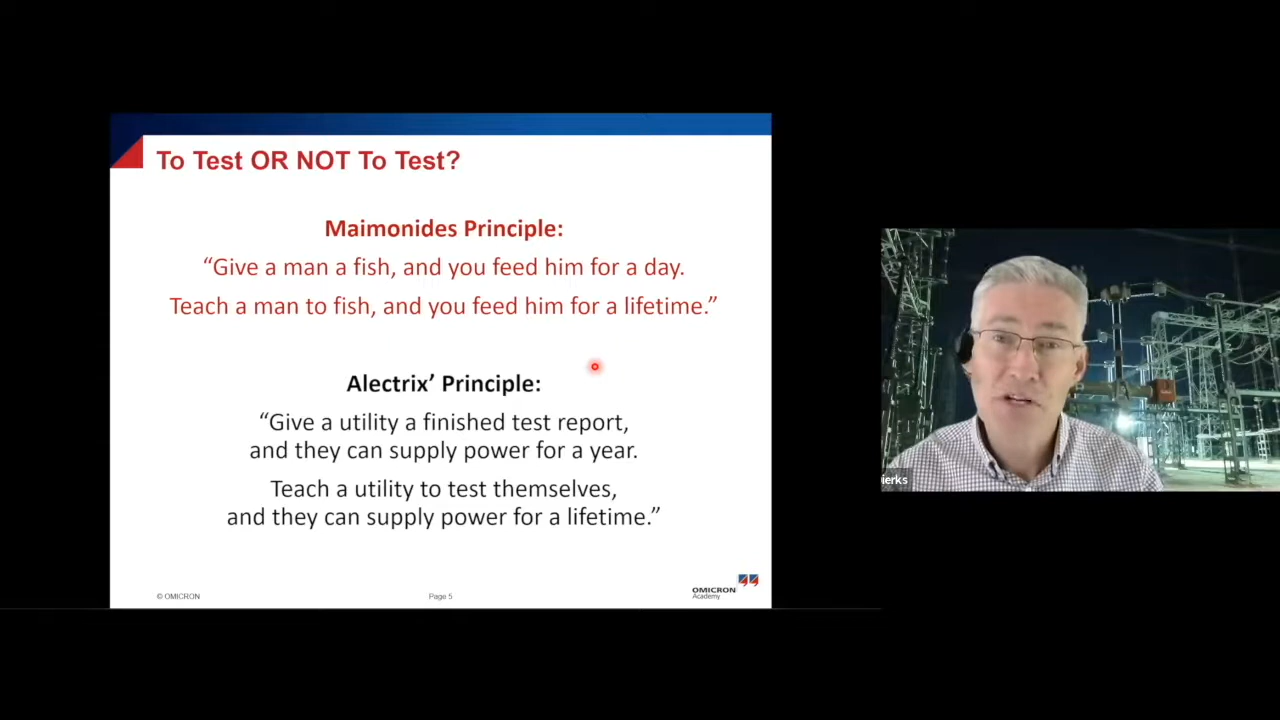 To Test OR NOT To Test?
Maimonides Principle:
“Give a man a fish, and you feed him for a day.
Teach a man to fish, and you feed him for a lifetime.”
Alectrix’ Principle:
“Give a utility a finished test report,
and they can supply power for a year.
Teach a utility to test themselves,
and they can supply power for a lifetime.”
© OMICRON
Page 5
OMICRON
Academy